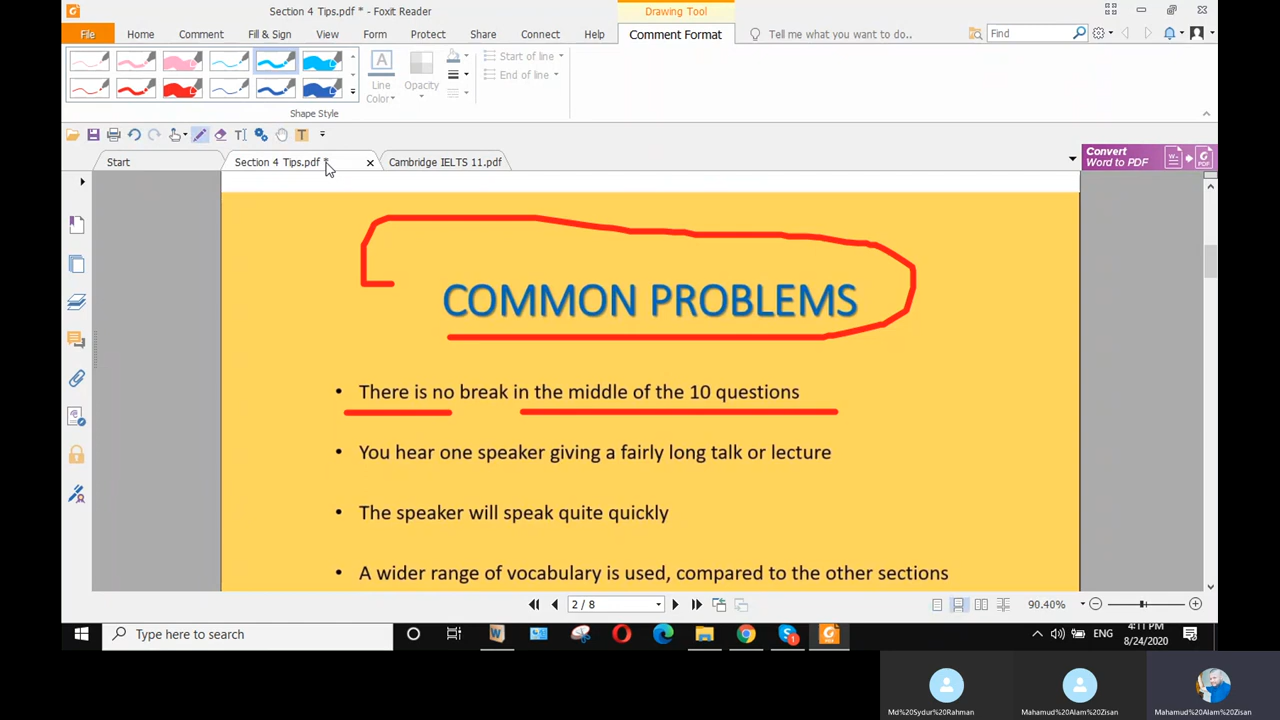 Section 4 Tips.pdf * - Foxit Reader
Drawing Tool
File Home Comment Fill & Sign View Form Protect Share Connect Help Comment Format Tell me what you want to do.. Find
Line Color
Opacity
Start of line
End of line
Shape Style
Start
Section 4 Tips.pdf *
Cambridge IELTS 11.pdf
Convert
Word to PDF
COMMON PROBLEMS
• There is no break in the middle of the 10 questions
• You hear one speaker giving a fairly long talk or lecture
• The speaker will speak quite quickly
• A wider range of vocabulary is used, compared to the other sections
2 / 8
90.40%
Type here to search
ENG
4:11 PM
8/24/2020
Md%20Sydur%20Rahman
Mahamud%20Alam%20Zisan
Mahamud%20Alam%20Zisan